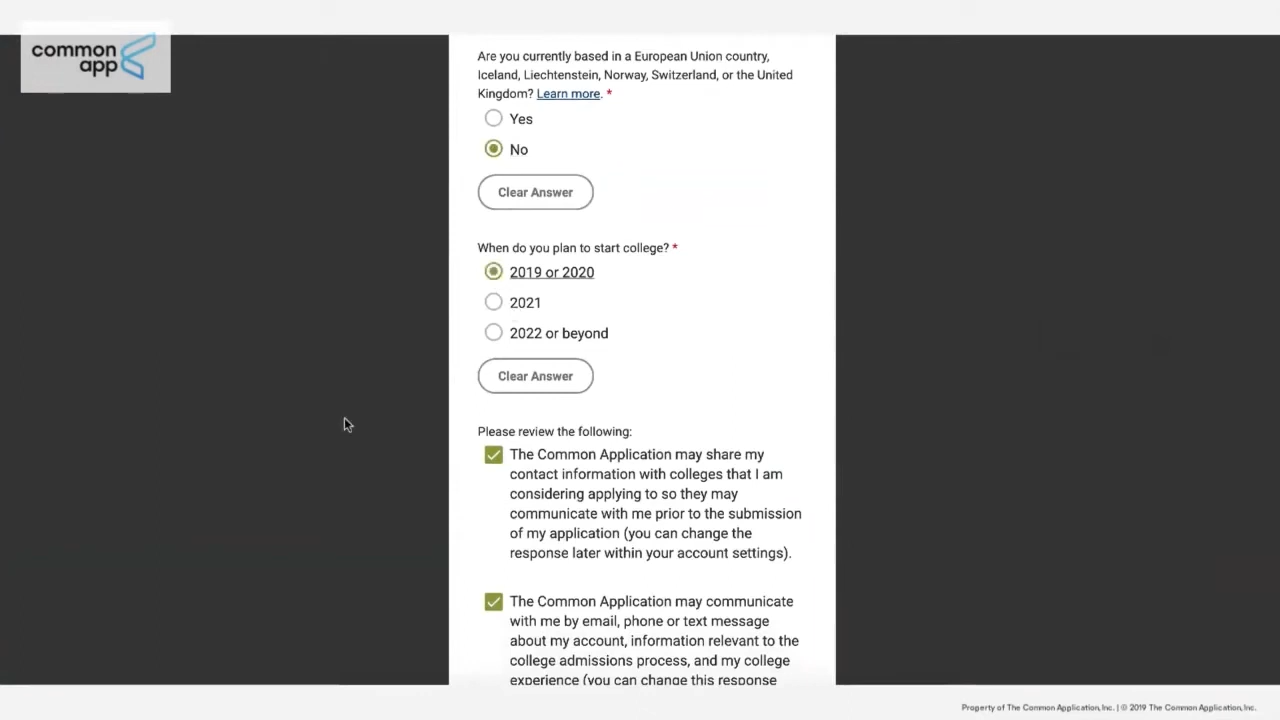 common
app
Are you currently based in a European Union country,
Iceland, Liechtenstein, Norway, Switzerland, or the United
Kingdom? Learn more. *
Yes
No
Clear Answer
When do you plan to start college? *
2019 or 2020
2021
2022 or beyond
Clear Answer
Please review the following:
The Common Application may share my
contact information with colleges that I am
considering applying to so they may
communicate with me prior to the submission
of my application (you can change the
response later within your account settings).
The Common Application may communicate
with me by email, phone or text message
about my account, information relevant to the
college admissions process, and my college
experience (you can change this response
Property of The Common Application, Inc. | © 2019 The Common Application, Inc.